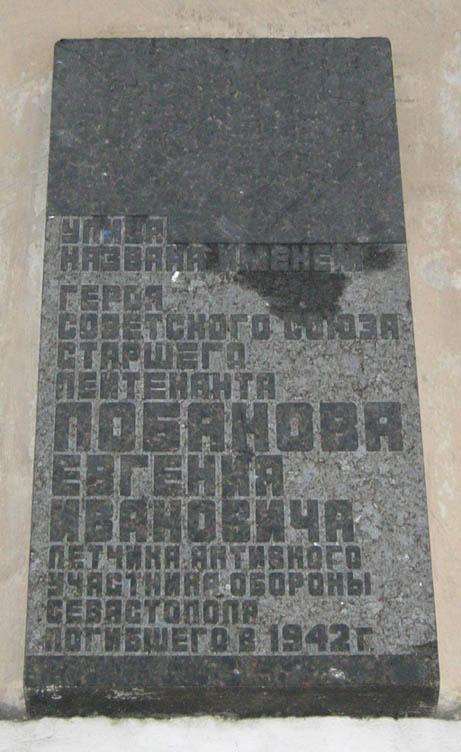 УЛИЦА
НАЗВАНА ИМЕНЕМ
ГЕРОЯ
СОВЕТСКОГО СОЮЗА
СТАРШЕГО
ЛЕЙТЕНАНТА
ЛОБАНОВА
ЕВГЕНИЯ
ИВАНОВИЧА
ЛЕТЧИКА АКТИВНОГО
УЧАСТНИКА ОБОРОНЫ
СЕВАСТОПОЛЯ
ПОГИБШЕГО В 1942 г.